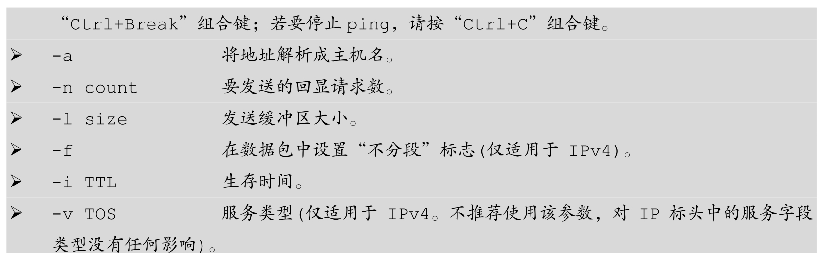 “Ctrl+Break”组合键；若要停止ping，请按“Ctrl+C”组合键。
➢ -a 将地址解析成主机名。
➢ -n count 要发送的回显请求数。
➢ -l size 发送缓冲区大小。
➢ -f 在数据包中设置“不分段”标志(仅适用于 IPv4)。
➢ -i TTL 生存时间。
➢ -v TOS 服务类型(仅适用于 IPv4。不推荐使用该参数，对 IP 标头中的服务字段
类型没有任何影响)。